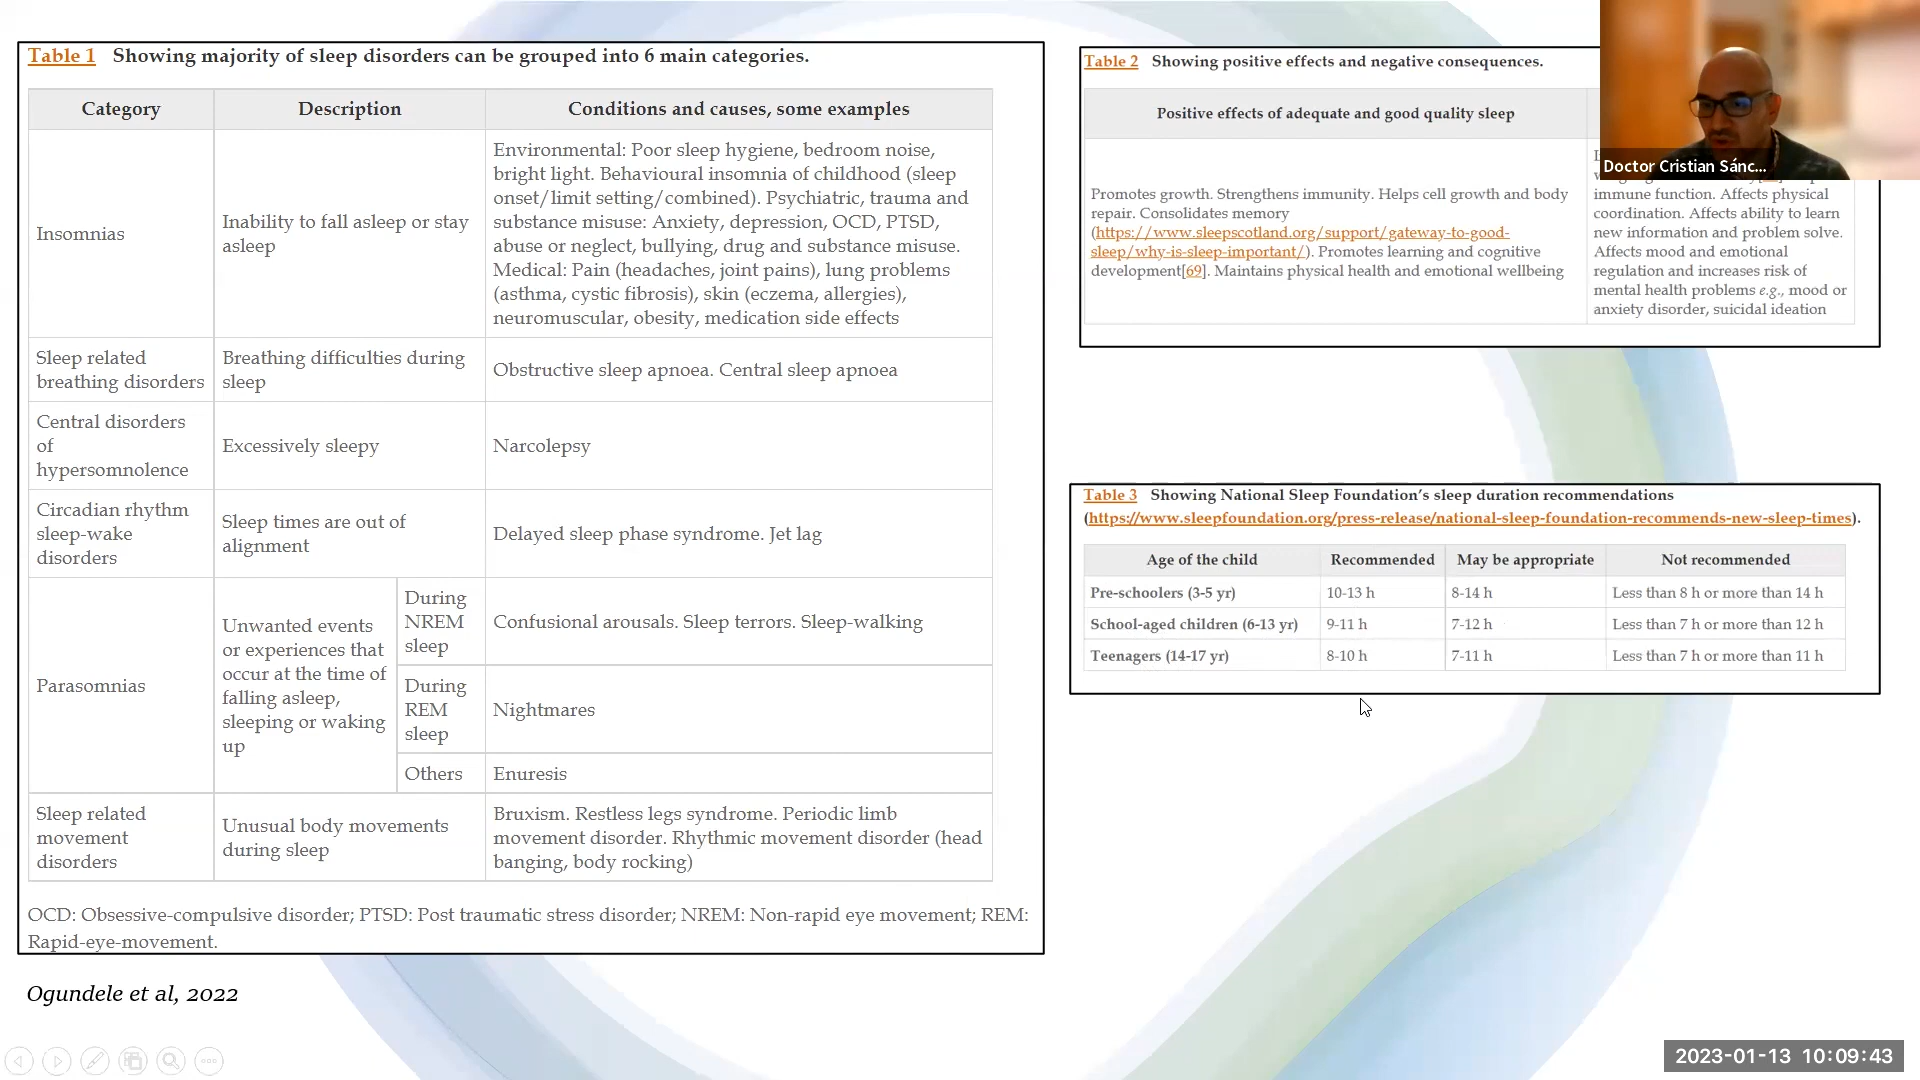 Table 1 Showing majority of sleep disorders can be grouped into 6 main categories.
Category Description Conditions and causes, some examples
Insomnias
Inability to fall asleep or stay
asleep
Environmental: Poor sleep hygiene, bedroom noise,
bright light. Behavioural insomnia of childhood (sleep
onset/limit setting/combined). Psychiatric, trauma and
substance misuse: Anxiety, depression, OCD, PTSD,
abuse or neglect, bullying, drug and substance misuse.
Medical: Pain (headaches, joint pains), lung problems
(asthma, cystic fibrosis), skin (eczema, allergies),
neuromuscular, obesity, medication side effects
Sleep related
breathing disorders
Breathing difficulties during
sleep
Obstructive sleep apnoea. Central sleep apnoea
Central disorders
of
hypersomnolence
Excessively sleepy
Narcolepsy
Circadian rhythm
sleep-wake
disorders
Sleep times are out of
alignment
Delayed sleep phase syndrome. Jet lag
Parasomnias
Unwanted events
or experiences that
occur at the time of
falling asleep,
sleeping or waking
up
During
NREM
sleep
Confusional arousals. Sleep terrors. Sleep-walking
During
REM
sleep
Nightmares
Others
Enuresis
Sleep related
movement
disorders
Unusual body movements
during sleep
Bruxism. Restless legs syndrome. Periodic limb
movement disorder. Rhythmic movement disorder (head
banging, body rocking)
OCD: Obsessive-compulsive disorder; PTSD: Post traumatic stress disorder; NREM: Non-rapid eye movement; REM:
Rapid-eye-movement.
Ogundele et al, 2022
Table 2 Showing positive effects and negative consequences.
Positive effects of adequate and good quality sleep
Promotes growth. Strengthens immunity. Helps cell growth and body
repair. Consolidates memory
(https://www.sleepscotland.org/support/gateway-to-good-
sleep/why-is-sleep-important/). Promotes learning and cognitive
development[69]. Maintains physical health and emotional wellbeing
immune function. Affects physical
coordination. Affects ability to learn
new information and problem solve.
Affects mood and emotional
regulation and increases risk of
mental health problems e.g., mood or
anxiety disorder, suicidal ideation
Doctor Cristian Sánc...
Table 3 Showing National Sleep Foundation's sleep duration recommendations
(https://www.sleepfoundation.org/press-release/national-sleep-foundation-recommends-new-sleep-times).
Age of the child Recommended May be appropriate Not recommended
Pre-schoolers (3-5 yr) 10-13 h 8-14 h Less than 8 h or more than 14 h
School-aged children (6-13 yr) 9-11 h 7-12 h Less than 7 h or more than 12 h
Teenagers (14-17 yr) 8-10 h 7-11 h Less than 7 h or more than 11 h
2023-01-13 10:09:43